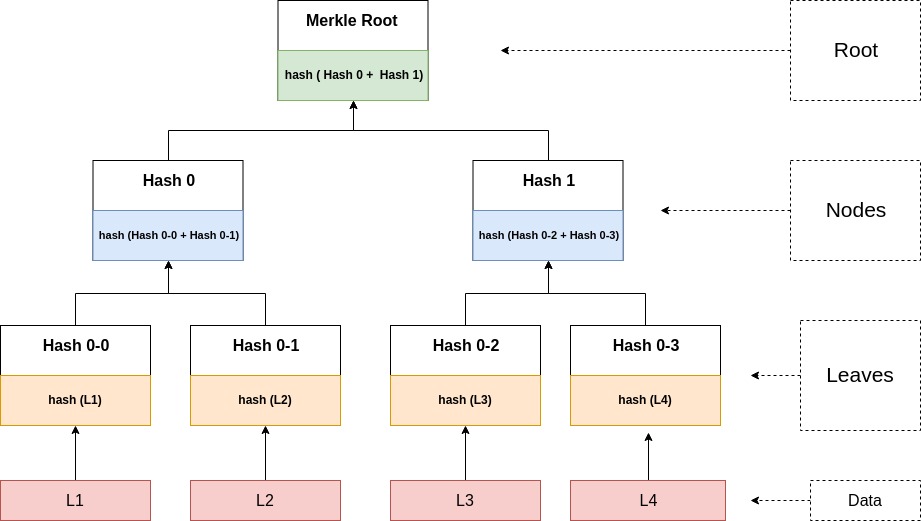 Merkle Root
hash ( Hash 0 +  Hash 1)
Root
Hash 0
hash (Hash 0-0 + Hash 0-1)
Hash 1
hash (Hash 0-2 + Hash 0-3)
Nodes
Hash 0-0
hash (L1)
Hash 0-1
hash (L2)
Hash 0-2
hash (L3)
Hash 0-3
hash (L4)
Leaves
L1
L2
L3
L4
Data